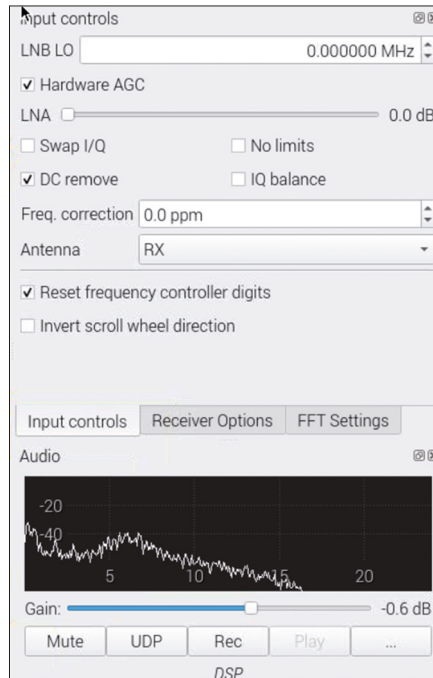 Input controls
LNB LO 0.000000 MHz
Hardware AGC
LNA 0.0 dB
Swap I/Q No limits
DC remove IQ balance
Freq. correction 0.0 ppm
Antenna RX
Reset frequency controller digits
Invert scroll wheel direction
Input controls Receiver Options FFT Settings
Audio
-20
-40
5 10 15 20
Gain: -0.6 dB
Mute UDP Rec Play ...
DSP